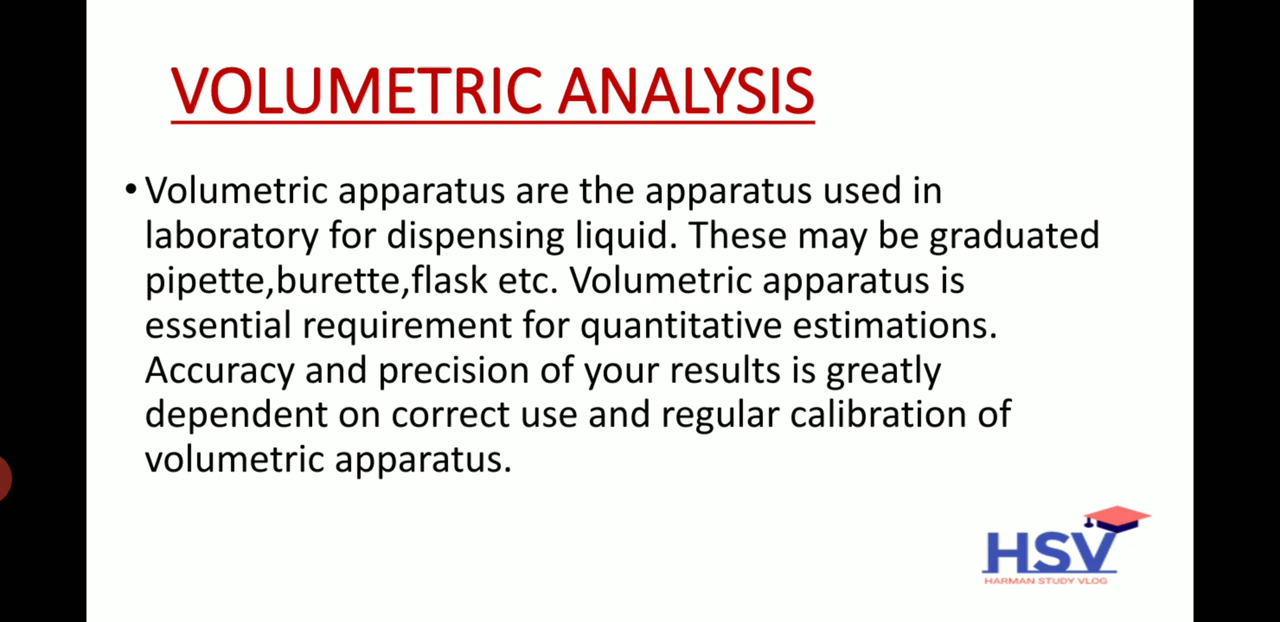 VOLUMETRIC ANALYSIS
• Volumetric apparatus are the apparatus used in
laboratory for dispensing liquid. These may be graduated
pipette,burette,flask etc. Volumetric apparatus is
essential requirement for quantitative estimations.
Accuracy and precision of your results is greatly
dependent on correct use and regular calibration of
volumetric apparatus.
HSV
HARMAN STUDY VLOG